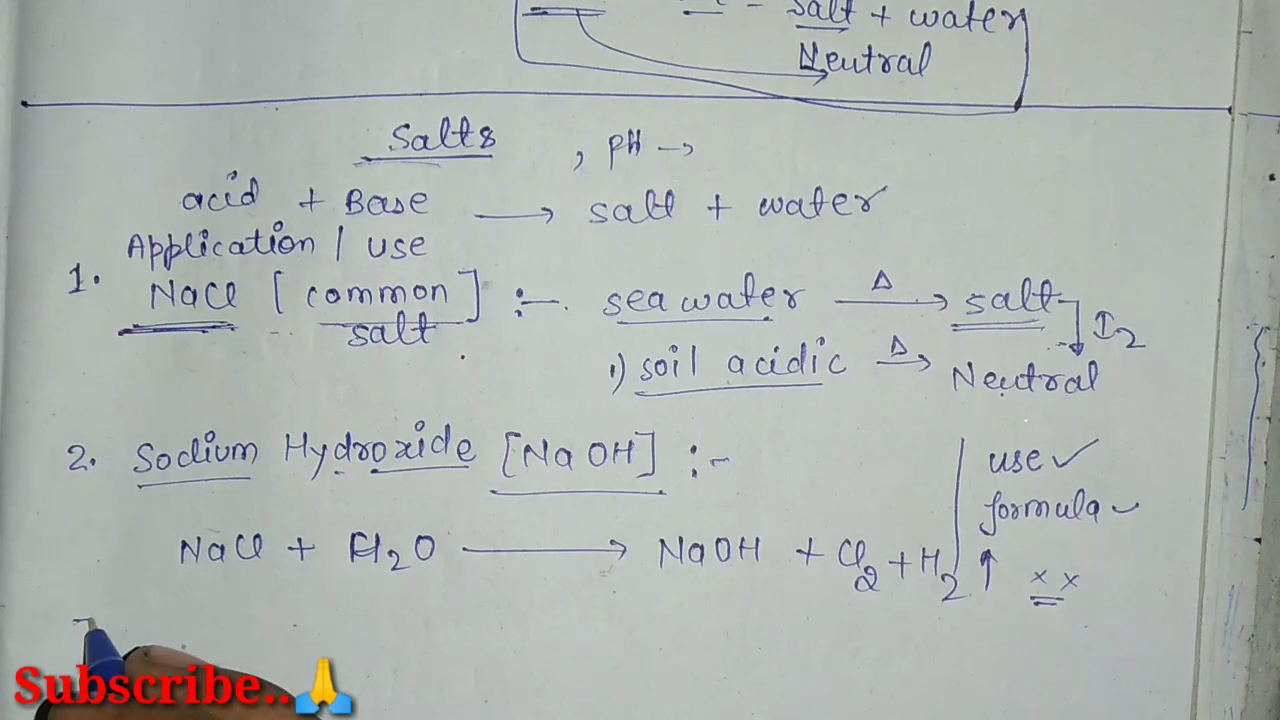 salt + water
Neutral
Salts , pH →
acid + Base → salt + water
Application / use
1. NaCl [common salt] :- sea water —Δ→ salt
I2
1) soil acidic —Δ→ Neutral
2. Sodium Hydroxide [NaOH] :-
use ✓
formula ✓
NaCl + H2O → NaOH + Cl2 + H2 ↑ x x
Subscribe..🙏